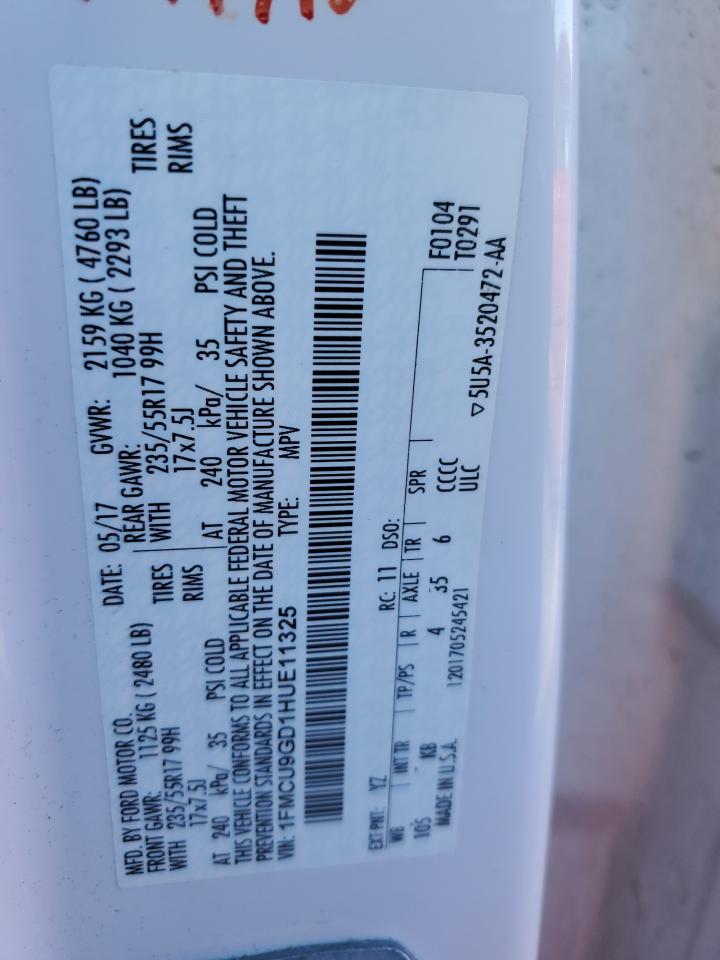 MFD. BY FORD MOTOR CO.
DATE: 05/17 GVWR: 2159 KG ( 4760 LB)
FRONT GAWR: 1125 KG ( 2480 LB)
REAR GAWR: 1040 KG ( 2293 LB)
WITH 235/55R17 99H TIRES
WITH 235/55R17 99H TIRES
17x7.5J RIMS
17x7.5J RIMS
AT 240 kPa/ 35 PSI COLD
AT 240 kPa/ 35 PSI COLD
THIS VEHICLE CONFORMS TO ALL APPLICABLE FEDERAL MOTOR VEHICLE SAFETY AND THEFT
PREVENTION STANDARDS IN EFFECT ON THE DATE OF MANUFACTURE SHOWN ABOVE.
VIN: 1FMCU9GD1HUE11325 TYPE: MPV
EXT PNT: YZ RC: 11 DSO: F0104
T0291
WB INT TR TP/PS R AXLE TR SPR
105 KB 4 35 6 CCCC
ULC
MADE IN U.S.A. 1201705245421 ▽5U5A-3520472-AA